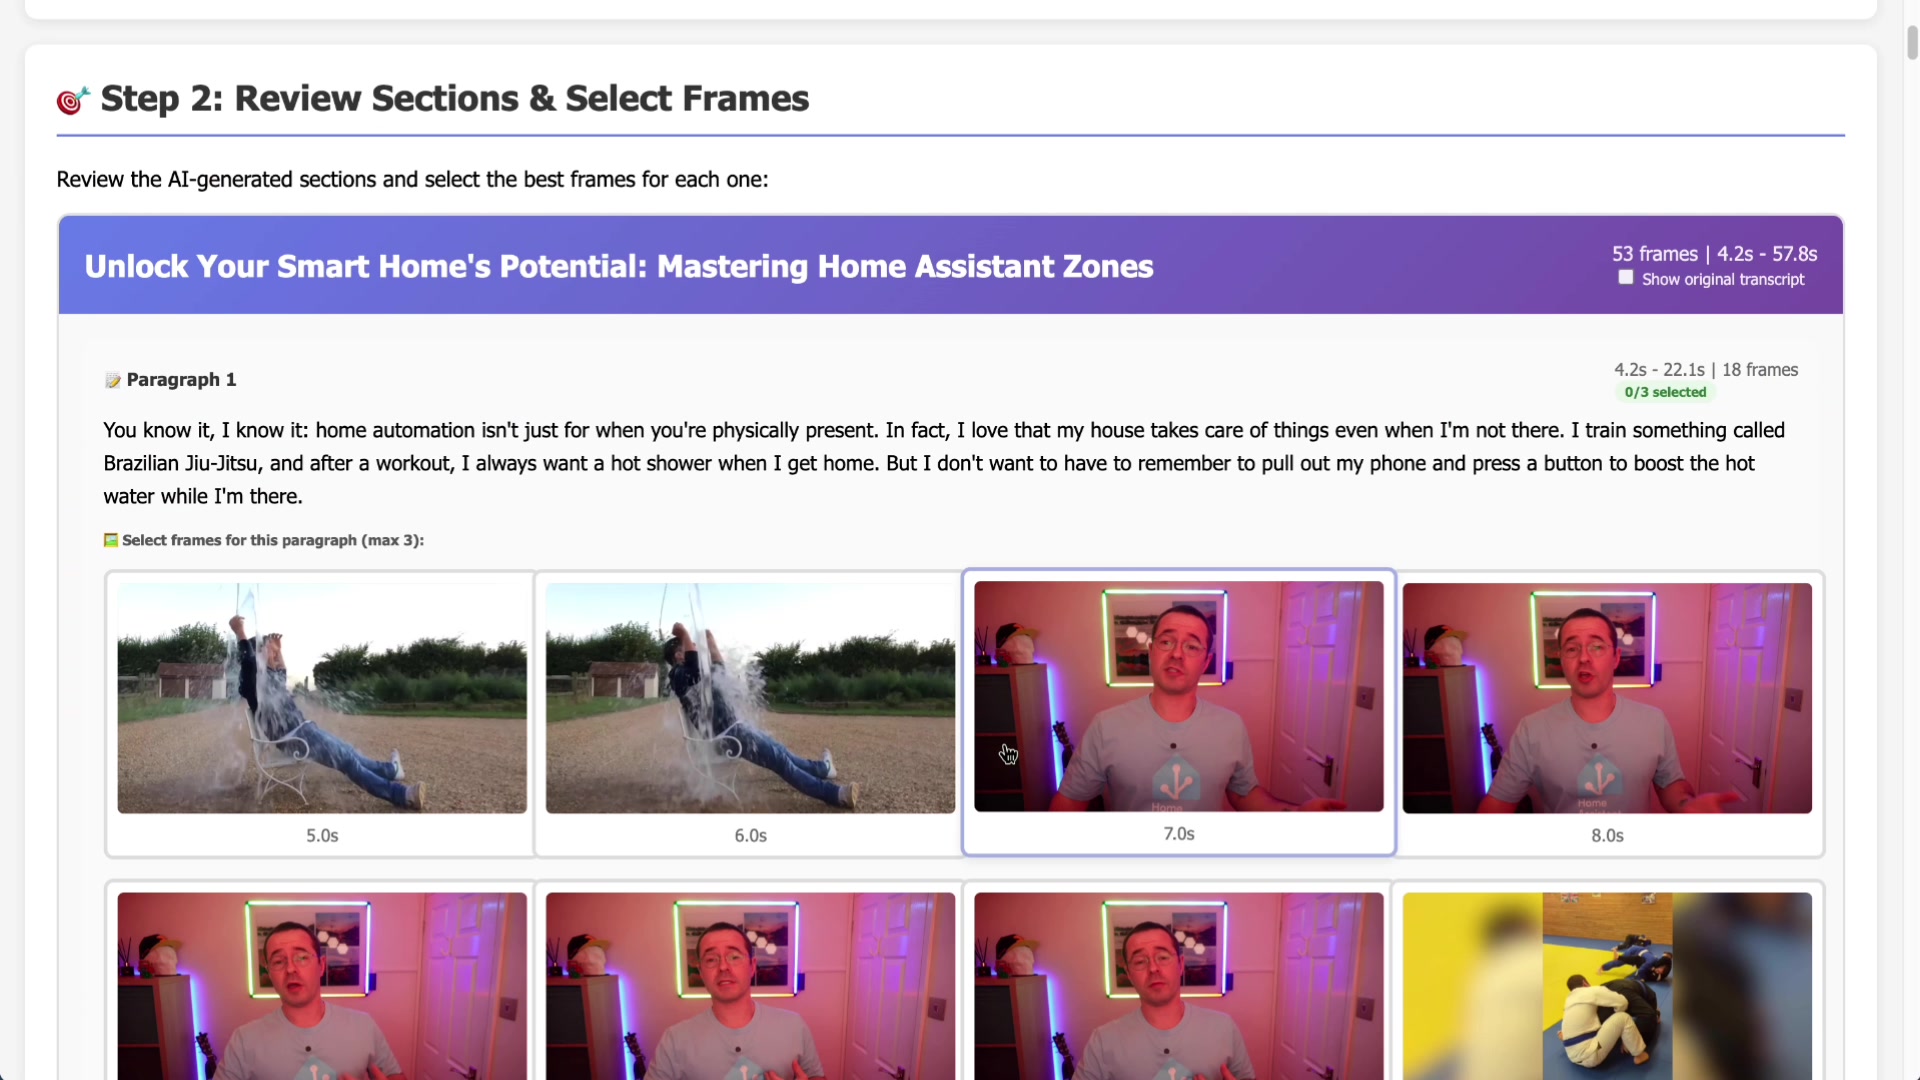 Step 2: Review Sections & Select Frames
Review the AI-generated sections and select the best frames for each one:
Unlock Your Smart Home's Potential: Mastering Home Assistant Zones
53 frames | 4.2s - 57.8s
Show original transcript
Paragraph 1
4.2s - 22.1s | 18 frames
0/3 selected
You know it, I know it: home automation isn't just for when you're physically present. In fact, I love that my house takes care of things even when I'm not there. I train something called
Brazilian Jiu-Jitsu, and after a workout, I always want a hot shower when I get home. But I don't want to have to remember to pull out my phone and press a button to boost the hot
water while I'm there.
Select frames for this paragraph (max 3):
Home
Home
5.0s
6.0s
7.0s
8.0s